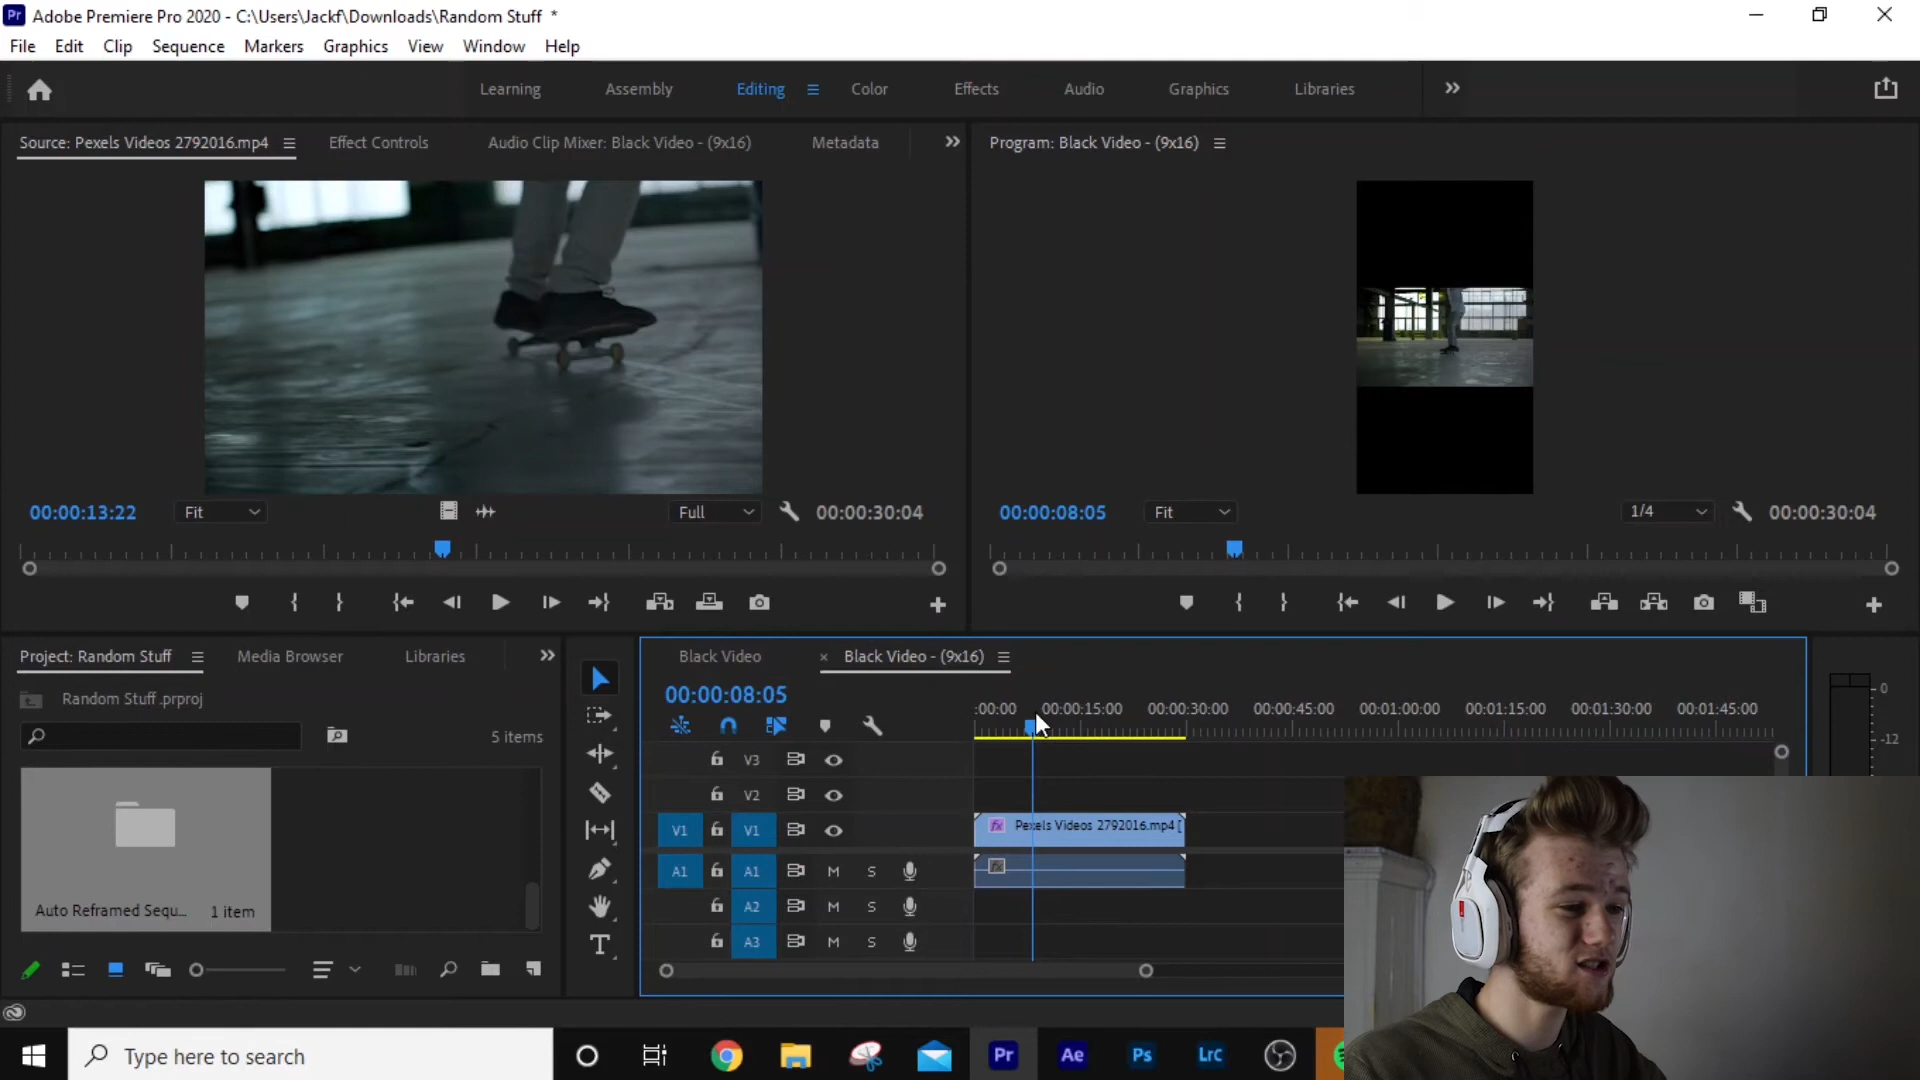 Pr Adobe Premiere Pro 2020 - C:\Users\Jackf\Downloads\Random Stuff *
File Edit Clip Sequence Markers Graphics View Window Help
Learning Assembly Editing Color Effects Audio Graphics Libraries
Source: Pexels Videos 2792016.mp4 Effect Controls Audio Clip Mixer: Black Video - (9x16) Metadata
Program: Black Video - (9x16)
00:00:13:22 Fit Full 00:00:30:04
00:00:08:05 Fit 1/4 00:00:30:04
Project: Random Stuff Media Browser Libraries
Random Stuff .prproj
5 items
Auto Reframed Sequ... 1 item
Black Video × Black Video - (9x16)
00:00:08:05
:00:00 00:00:15:00 00:00:30:00 00:00:45:00 00:01:00:00 00:01:15:00 00:01:30:00 00:01:45:00
V3
V2
V1 V1 fx Pexels Videos 2792016.mp4 [
A1 A1 M S fx
A2 M S
A3 M S
0
-12
Type here to search
Pr Ae Ps Lrc